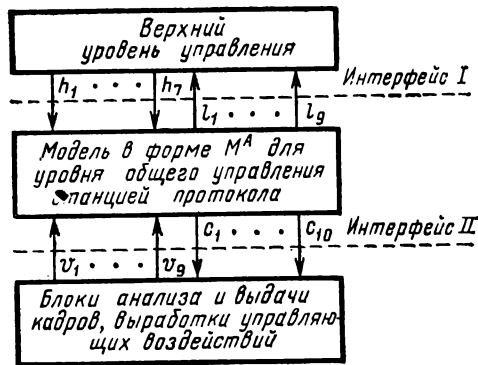 Верхний
уровень управления
h₁ · · · h₇
Интерфейс I
l₁ · · · l₉
Модель в форме Mᴬ для
уровня общего управления
станцией протокола
c₁ · · · c₁₀
Интерфейс II
v₁ · · · v₉
Блоки анализа и выдачи
кадров, выработки управляю-
щих воздействий